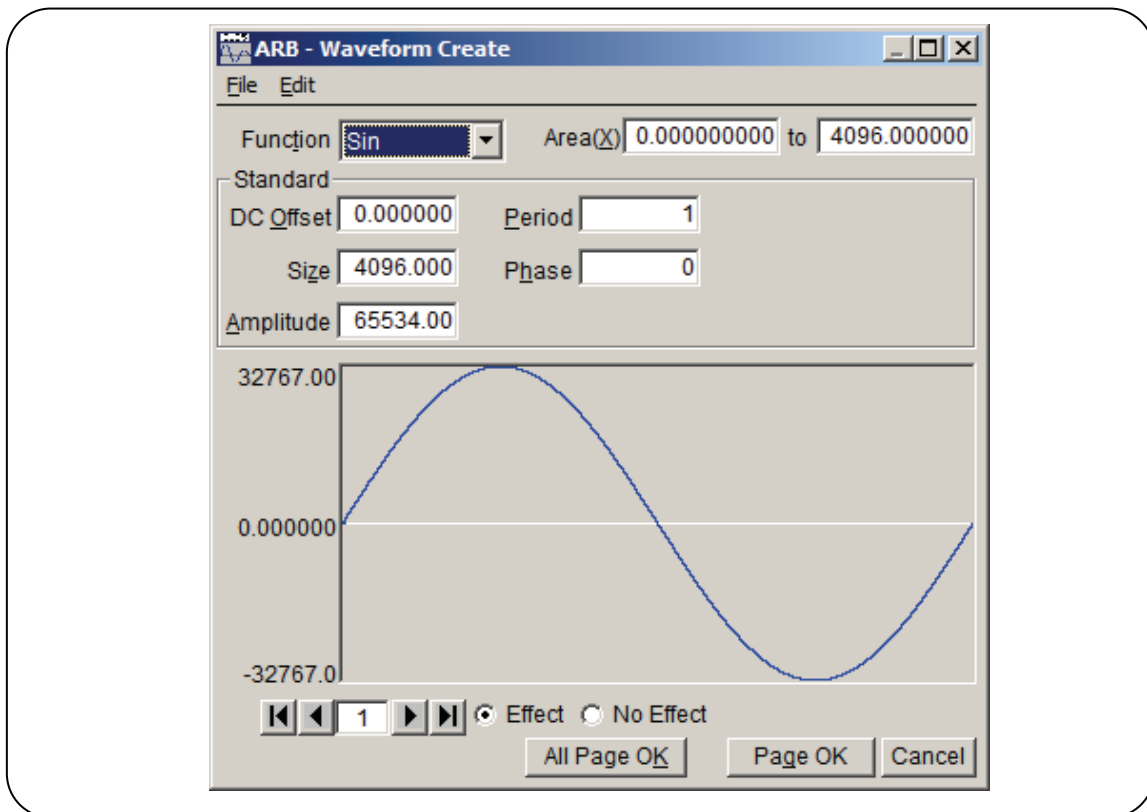 ARB - Waveform Create
File Edit
Function Sin Area(X) 0.000000000 to 4096.000000
Standard
DC Offset 0.000000 Period 1
Size 4096.000 Phase 0
Amplitude 65534.00
32767.00
0.000000
-32767.0
1 Effect No Effect
All Page OK Page OK Cancel